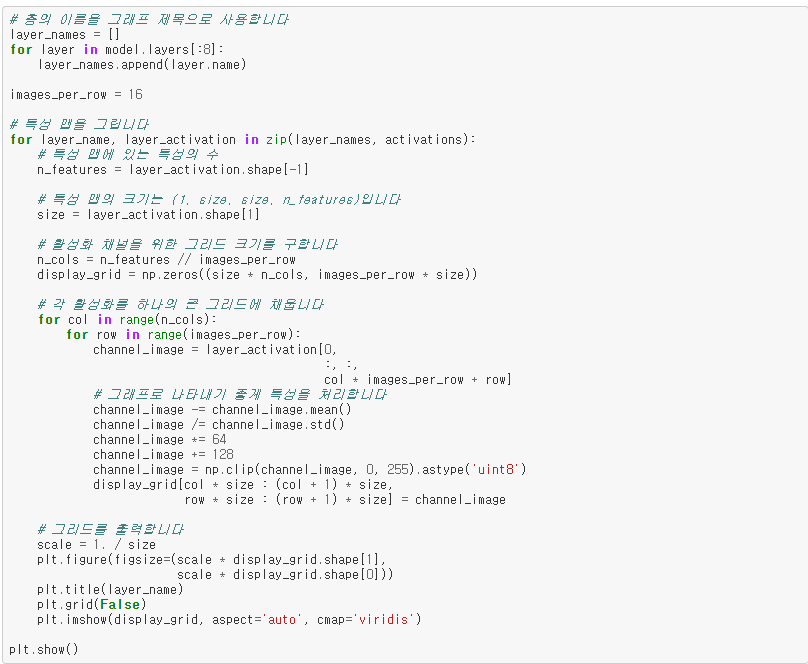 # 층의 이름을 그래프 제목으로 사용합니다
layer_names = []
for layer in model.layers[:8]:
    layer_names.append(layer.name)

images_per_row = 16

# 특성 맵을 그립니다
for layer_name, layer_activation in zip(layer_names, activations):
    # 특성 맵에 있는 특성의 수
    n_features = layer_activation.shape[-1]

    # 특성 맵의 크기는 (1, size, size, n_features)입니다
    size = layer_activation.shape[1]

    # 활성화 채널을 위한 그리드 크기를 구합니다
    n_cols = n_features // images_per_row
    display_grid = np.zeros((size * n_cols, images_per_row * size))

    # 각 활성화를 하나의 큰 그리드에 채웁니다
    for col in range(n_cols):
        for row in range(images_per_row):
            channel_image = layer_activation[0,
                                             :, :,
                                             col * images_per_row + row]
            # 그래프로 나타내기 좋게 특성을 처리합니다
            channel_image -= channel_image.mean()
            channel_image /= channel_image.std()
            channel_image *= 64
            channel_image += 128
            channel_image = np.clip(channel_image, 0, 255).astype('uint8')
            display_grid[col * size : (col + 1) * size,
                         row * size : (row + 1) * size] = channel_image

    # 그리드를 출력합니다
    scale = 1. / size
    plt.figure(figsize=(scale * display_grid.shape[1],
                        scale * display_grid.shape[0]))
    plt.title(layer_name)
    plt.grid(False)
    plt.imshow(display_grid, aspect='auto', cmap='viridis')

plt.show()